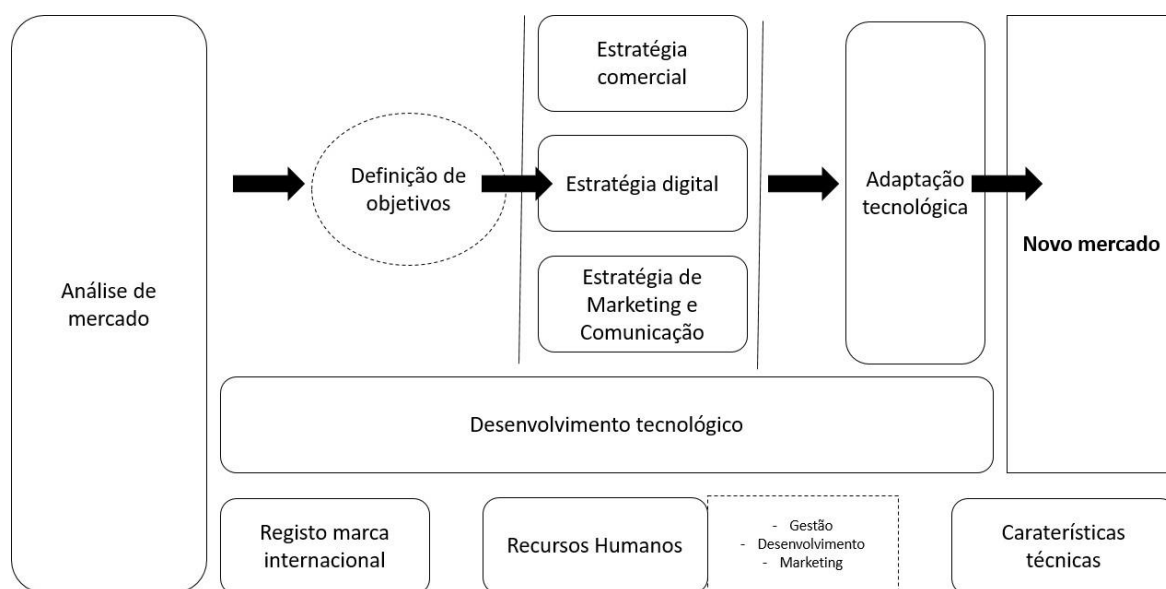 Análise de
mercado
Definição de
objetivos
Estratégia
comercial
Estratégia digital
Estratégia de
Marketing e
Comunicação
Adaptação
tecnológica
Novo mercado
Desenvolvimento tecnológico
Registo marca
internacional
Recursos Humanos
- Gestão
- Desenvolvimento
- Marketing
Caraterísticas
técnicas